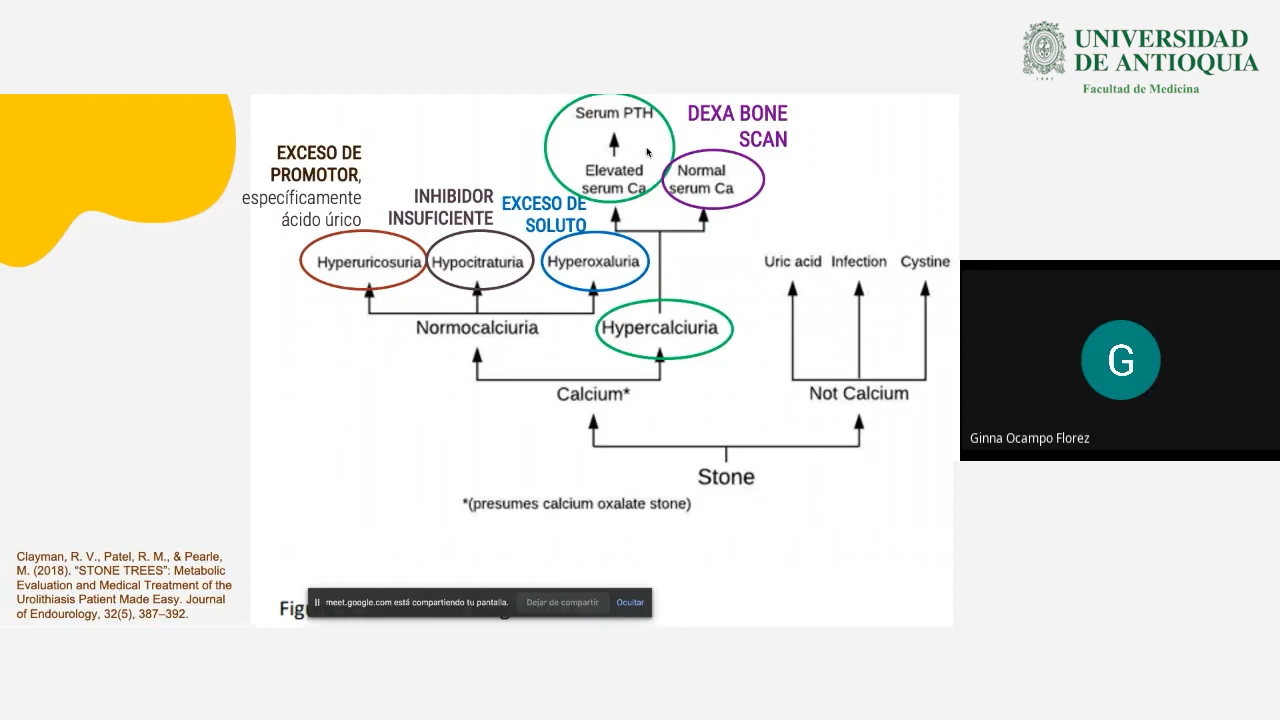 UNIVERSIDAD
DE ANTIOQUIA
Facultad de Medicina
1803
Serum PTH
DEXA BONE
SCAN
EXCESO DE
PROMOTOR,
específicamente
ácido úrico
Elevated
serum Ca
Normal
serum Ca
INHIBIDOR
INSUFICIENTE
EXCESO DE
SOLUTO
Hyperuricosuria
Hypocitraturia
Hyperoxaluria
Uric acid Infection Cystine
Normocalciuria
Hypercalciuria
Calcium*
Not Calcium
Stone
*(presumes calcium oxalate stone)
G
Ginna Ocampo Florez
Clayman, R. V., Patel, R. M., & Pearle,
M. (2018). "STONE TREES": Metabolic
Evaluation and Medical Treatment of the
Urolithiasis Patient Made Easy. Journal
of Endourology, 32(5), 387–392.
meet.google.com está compartiendo tu pantalla. Dejar de compartir Ocultar